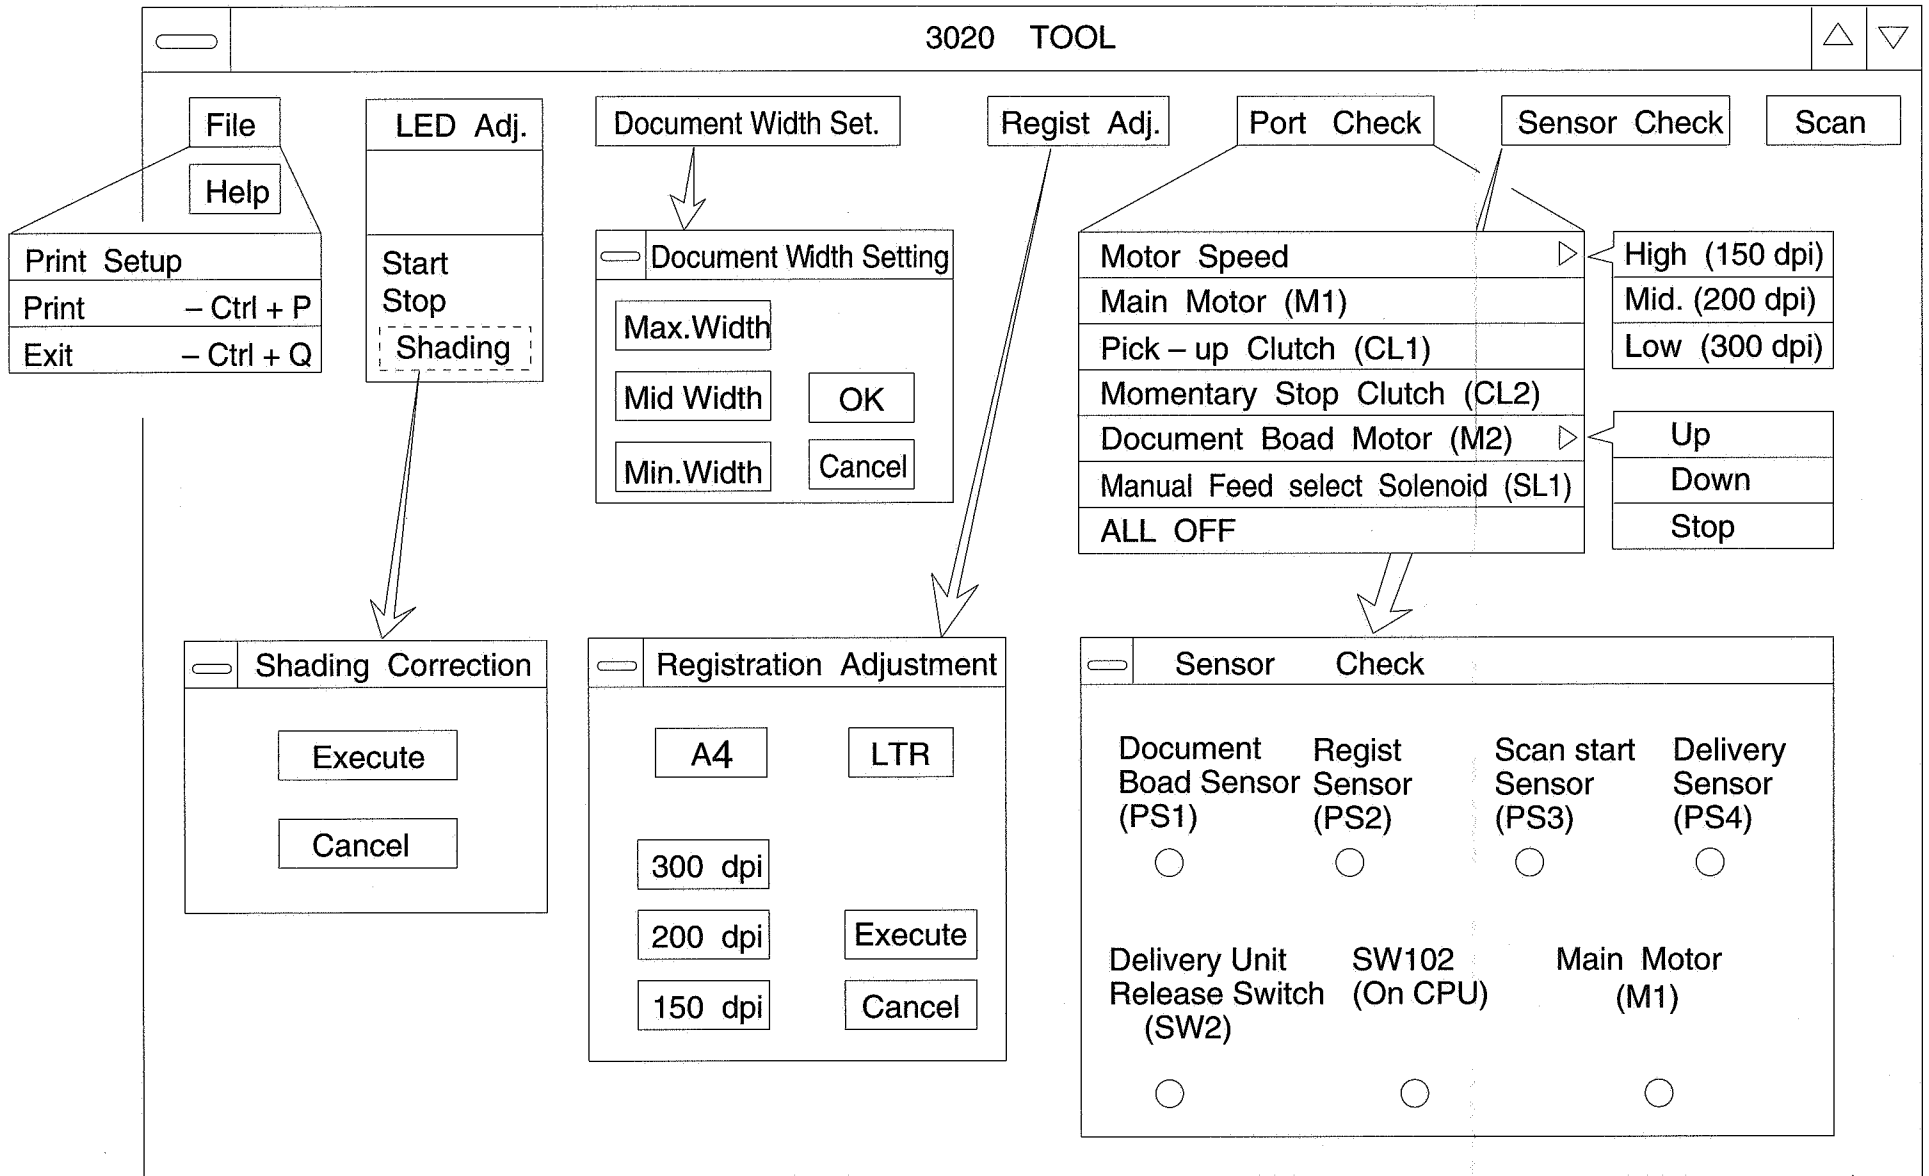 3020 TOOL
File
LED Adj.
Document Width Set.
Regist Adj.
Port Check
Sensor Check
Scan
Help
Print Setup
Print – Ctrl + P
Exit – Ctrl + Q
Start
Stop
Shading
Document Width Setting
Max.Width
Mid Width
OK
Min.Width
Cancel
Motor Speed
Main Motor (M1)
Pick – up Clutch (CL1)
Momentary Stop Clutch (CL2)
Document Boad Motor (M2)
Manual Feed select Solenoid (SL1)
ALL OFF
High (150 dpi)
Mid. (200 dpi)
Low (300 dpi)
Up
Down
Stop
Shading Correction
Execute
Cancel
Registration Adjustment
A4
LTR
300 dpi
200 dpi
Execute
150 dpi
Cancel
Sensor Check
Document
Boad Sensor
(PS1)
Regist
Sensor
(PS2)
Scan start
Sensor
(PS3)
Delivery
Sensor
(PS4)
Delivery Unit
Release Switch
(SW2)
SW102
(On CPU)
Main Motor
(M1)